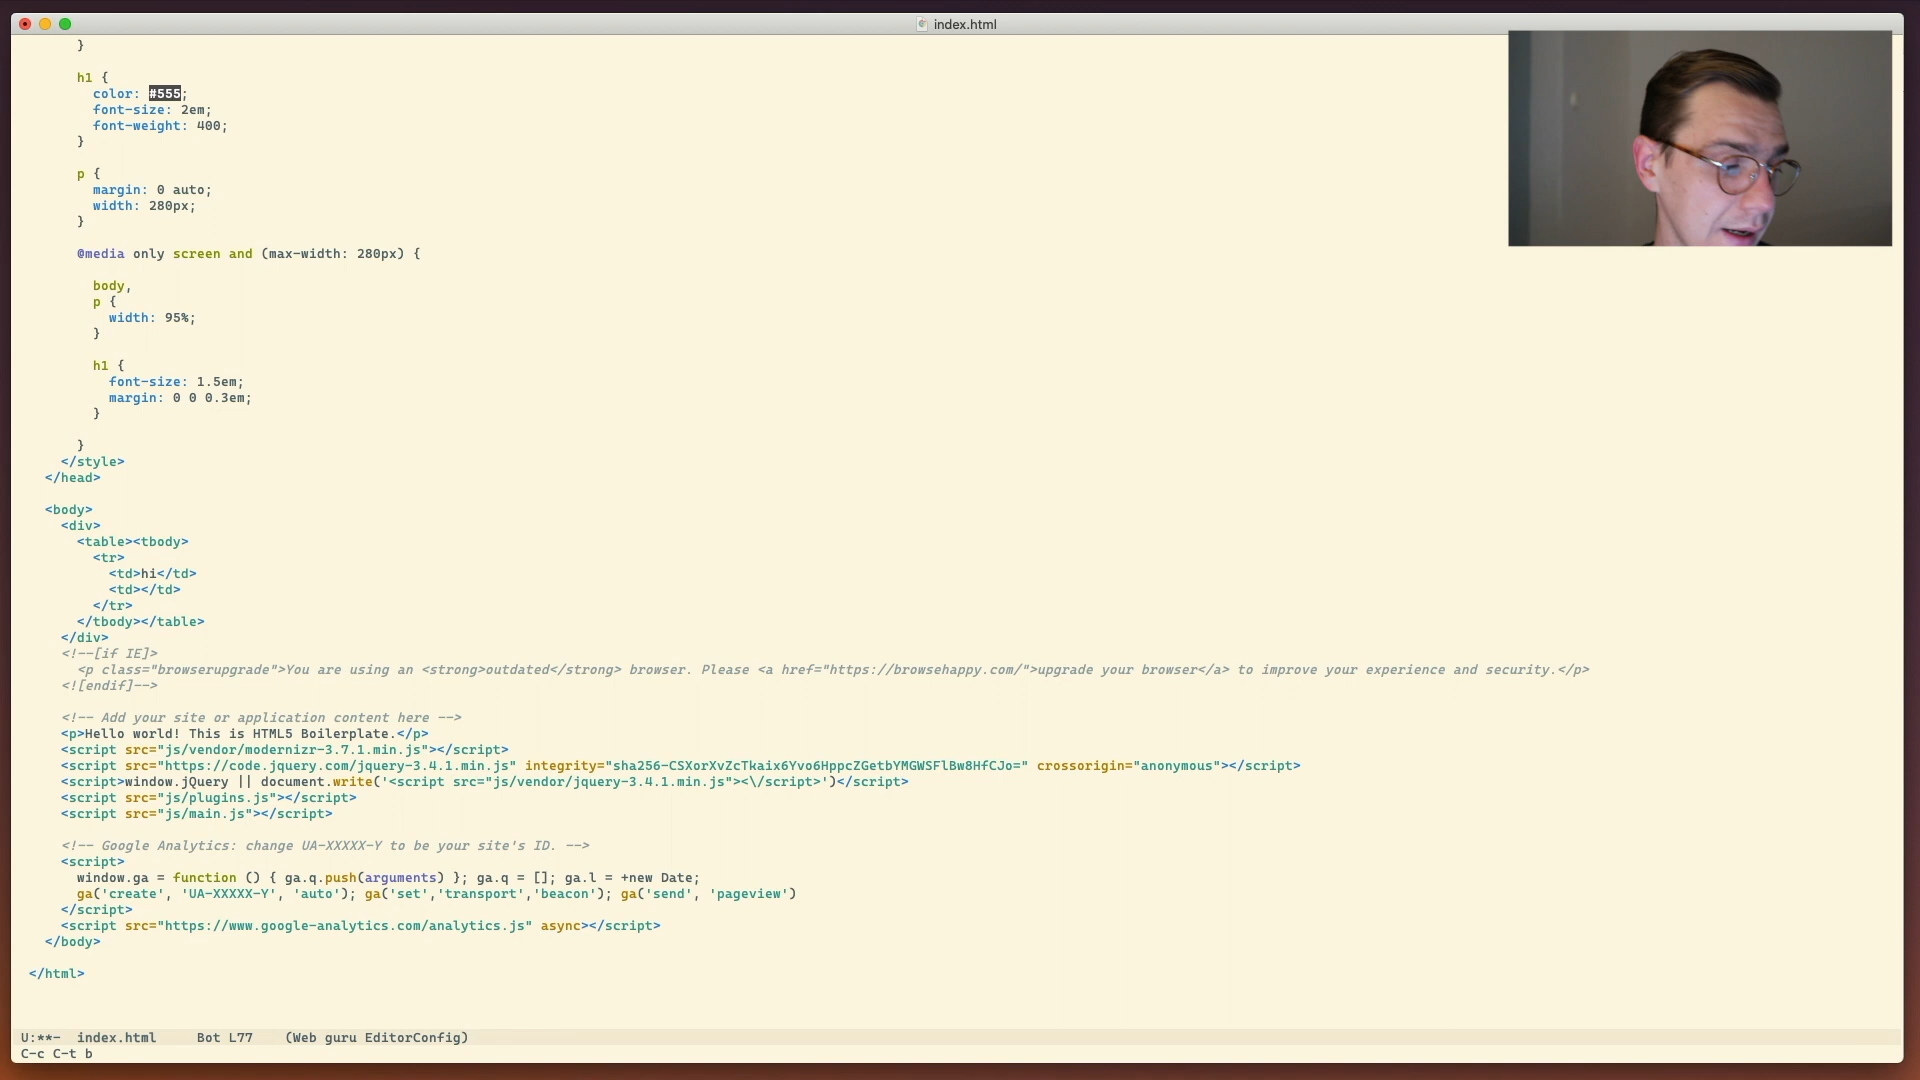 index.html
}
h1 {
color: #555;
font-size: 2em;
font-weight: 400;
}
p {
margin: 0 auto;
width: 280px;
}
@media only screen and (max-width: 280px) {
body,
p {
width: 95%;
}
h1 {
font-size: 1.5em;
margin: 0 0 0.3em;
}
}
</style>
</head>
<body>
<div>
<table><tbody>
<tr>
<td>hi</td>
<td></td>
</tr>
</tbody></table>
</div>
<!--[if IE]>
<p class="browserupgrade">You are using an <strong>outdated</strong> browser. Please <a href="https://browsehappy.com/">upgrade your browser</a> to improve your experience and security.</p>
<![endif]-->
<!-- Add your site or application content here -->
<p>Hello world! This is HTML5 Boilerplate.</p>
<script src="js/vendor/modernizr-3.7.1.min.js"></script>
<script src="https://code.jquery.com/jquery-3.4.1.min.js" integrity="sha256-CSXorXvZcTkaix6Yvo6HppcZGetbYMGWSFlBw8HfCJo=" crossorigin="anonymous"></script>
<script>window.jQuery || document.write('<script src="js/vendor/jquery-3.4.1.min.js"><\/script>')</script>
<script src="js/plugins.js"></script>
<script src="js/main.js"></script>
<!-- Google Analytics: change UA-XXXXX-Y to be your site's ID. -->
<script>
window.ga = function () { ga.q.push(arguments) }; ga.q = []; ga.l = +new Date;
ga('create', 'UA-XXXXX-Y', 'auto'); ga('set','transport','beacon'); ga('send', 'pageview')
</script>
<script src="https://www.google-analytics.com/analytics.js" async></script>
</body>
</html>
U:**- index.html Bot L77 (Web guru EditorConfig)
C-c C-t b